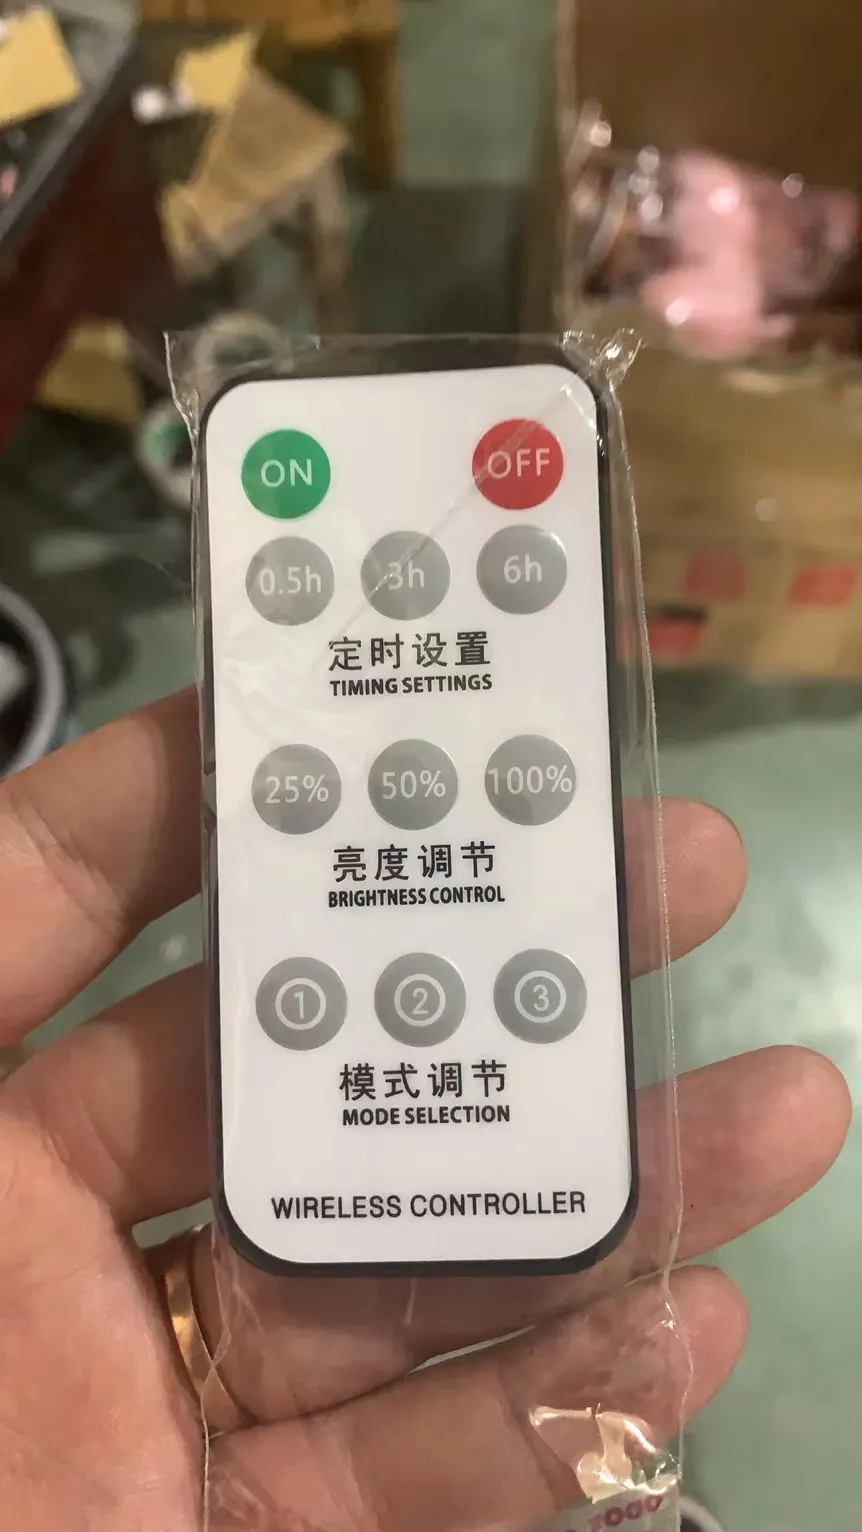 ON OFF
0.5h 3h 6h
定时设置
TIMING SETTINGS
25% 50% 100%
亮度调节
BRIGHTNESS CONTROL
① ② ③
模式调节
MODE SELECTION
WIRELESS CONTROLLER